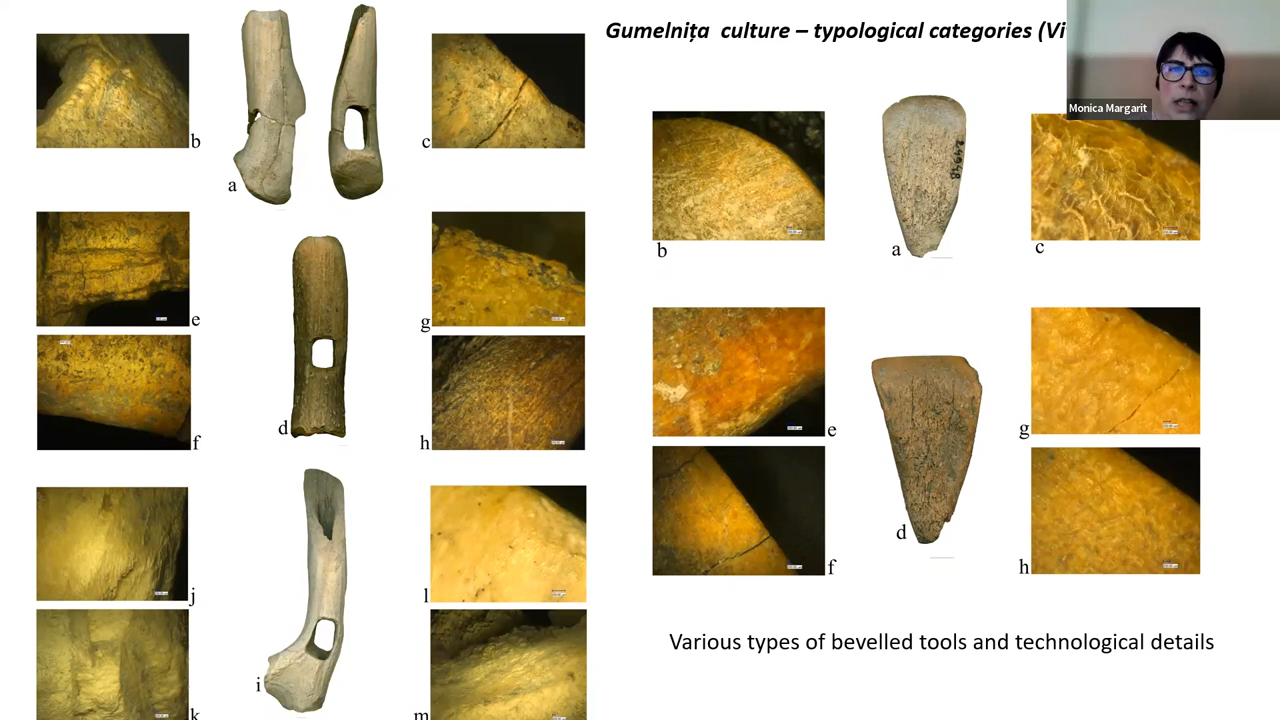 Gumelnița culture – typological categories (Vi
Monica Margarit
b
a
c
e
d
g
f
h
j
i
l
k
m
b
a
c
e
d
g
f
h
Various types of bevelled tools and technological details